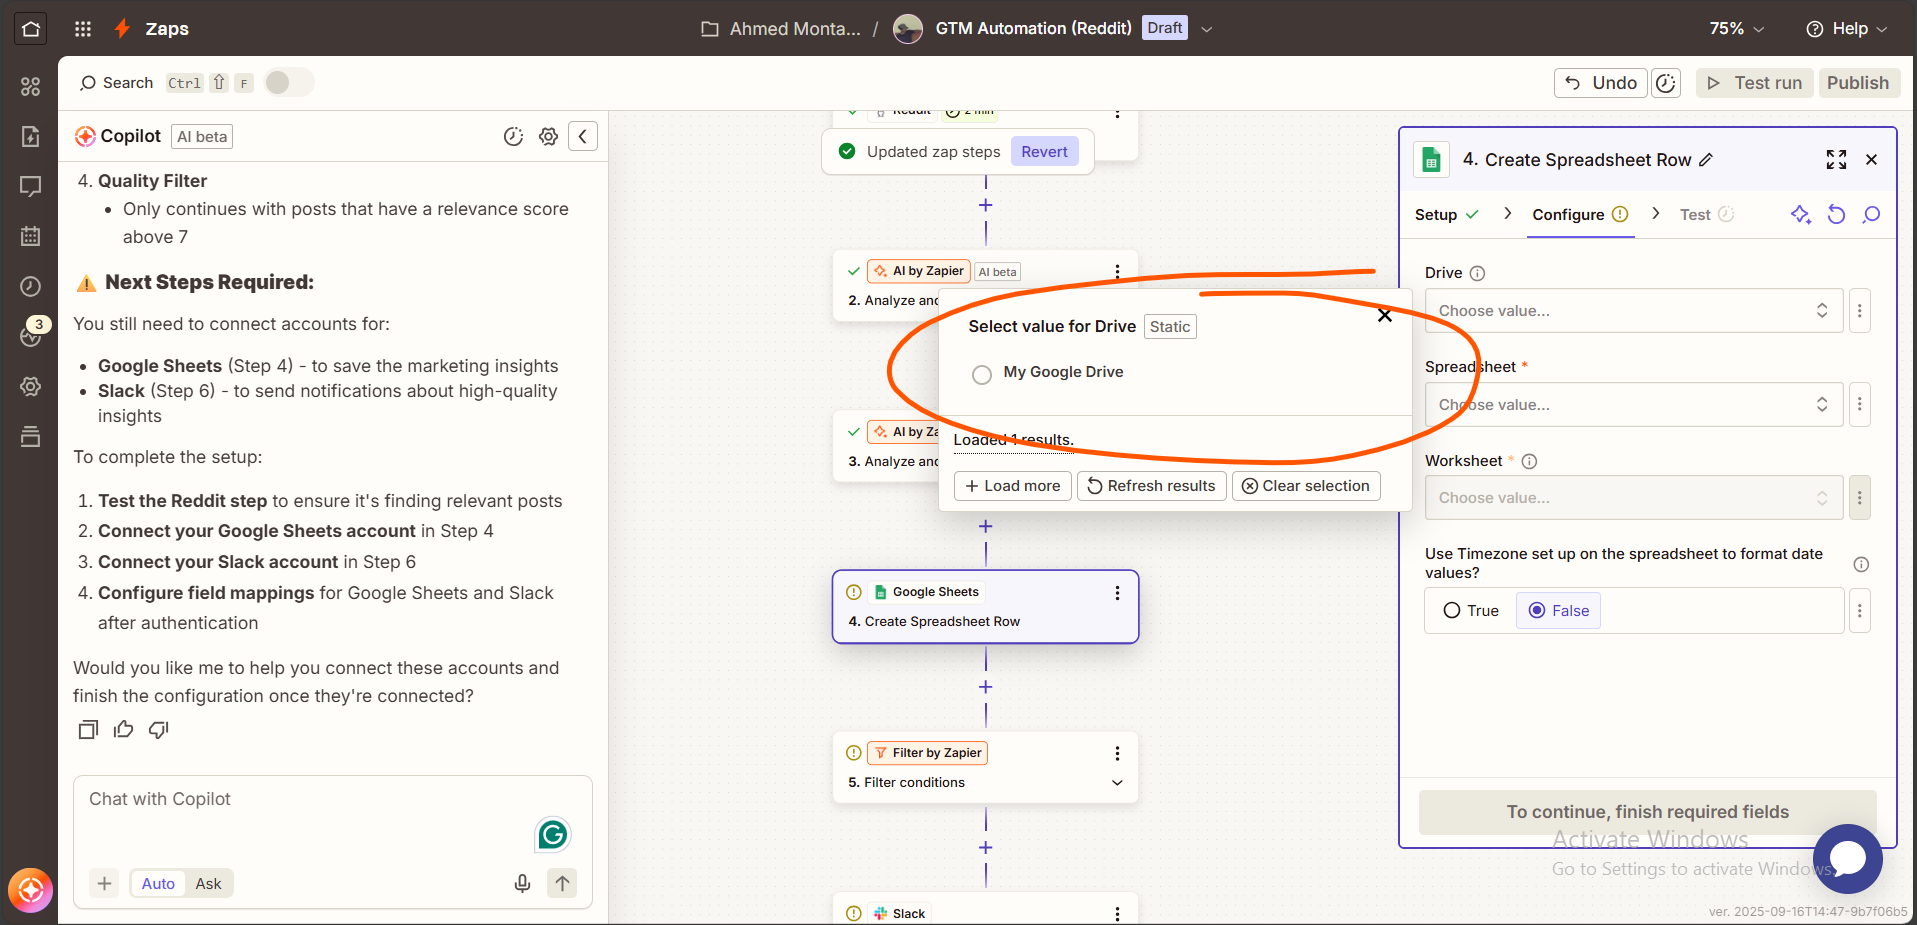 Zaps
Ahmed Monta... / GTM Automation (Reddit) Draft
75%
Help
Search Ctrl ⇧ F
Undo
Test run
Publish
3
Copilot AI beta
4. Quality Filter
• Only continues with posts that have a relevance score
above 7
⚠️ Next Steps Required:
You still need to connect accounts for:
• Google Sheets (Step 4) - to save the marketing insights
• Slack (Step 6) - to send notifications about high-quality
insights
To complete the setup:
1. Test the Reddit step to ensure it's finding relevant posts
2. Connect your Google Sheets account in Step 4
3. Connect your Slack account in Step 6
4. Configure field mappings for Google Sheets and Slack
after authentication
Would you like me to help you connect these accounts and
finish the configuration once they're connected?
Chat with Copilot
Auto Ask
Reddit 2 min
Updated zap steps Revert
AI by Zapier AI beta
2. Analyze and
Select value for Drive Static
My Google Drive
Loaded 1 results.
+ Load more
Refresh results
Clear selection
AI by Za
3. Analyze and
Google Sheets
4. Create Spreadsheet Row
Filter by Zapier
5. Filter conditions
Slack
4. Create Spreadsheet Row
Setup Configure Test
Drive
Choose value...
Spreadsheet *
Choose value...
Worksheet *
Choose value...
Use Timezone set up on the spreadsheet to format date
values?
True False
To continue, finish required fields
Activate Windows
Go to Settings to activate Windows.
ver. 2025-09-16T14:47-9b7f06b5